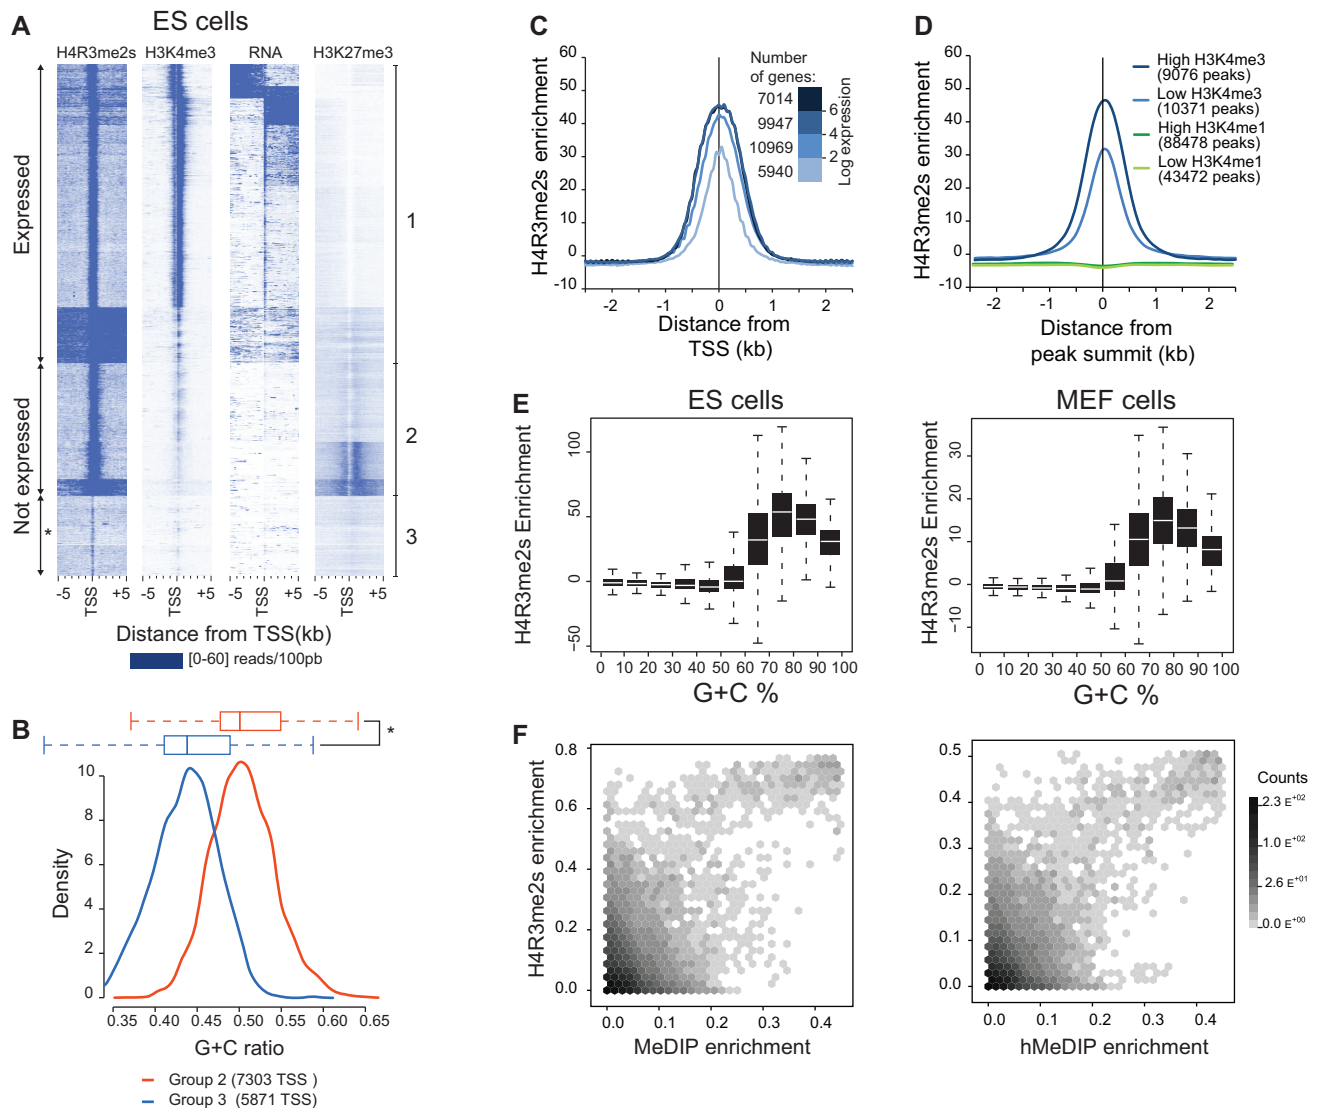 A
ES cells
H4R3me2s H3K4me3 RNA H3K27me3
Expressed
Not expressed
*
1
2
3
-5 TSS +5 -5 TSS +5 -5 TSS +5 -5 TSS +5
Distance from TSS(kb)
[0-60] reads/100pb
B
*
Density
10
8
6
4
2
0
0.35 0.40 0.45 0.50 0.55 0.60 0.65
G+C ratio
Group 2 (7303 TSS )
Group 3 (5871 TSS)
C
H4R3me2s enrichment
60
50
40
30
20
10
0
-10
-2 -1 0 1 2
Distance from
TSS (kb)
Number
of genes:
7014
9947
10969
5940
6
4
2
Log expression
D
H4R3me2s enrichment
60
50
40
30
20
10
0
-10
-2 -1 0 1 2
Distance from
peak summit (kb)
High H3K4me3
(9076 peaks)
Low H3K4me3
(10371 peaks)
High H3K4me1
(88478 peaks)
Low H3K4me1
(43472 peaks)
E
ES cells
H4R3me2s Enrichment
100
50
0
−50
0 10 20 30 40 50 60 70 80 90 100
G+C %
MEF cells
H4R3me2s Enrichment
30
20
10
0
−10
0 10 20 30 40 50 60 70 80 90 100
G+C %
F
H4R3me2s enrichment
0.8
0.6
0.4
0.2
0.0
0.0 0.1 0.2 0.3 0.4
MeDIP enrichment
0.5
0.4
0.3
0.2
0.1
0.0
0.0 0.1 0.2 0.3 0.4
hMeDIP enrichment
Counts
2.3 E+02
1.0 E+02
2.6 E+01
0.0 E+00